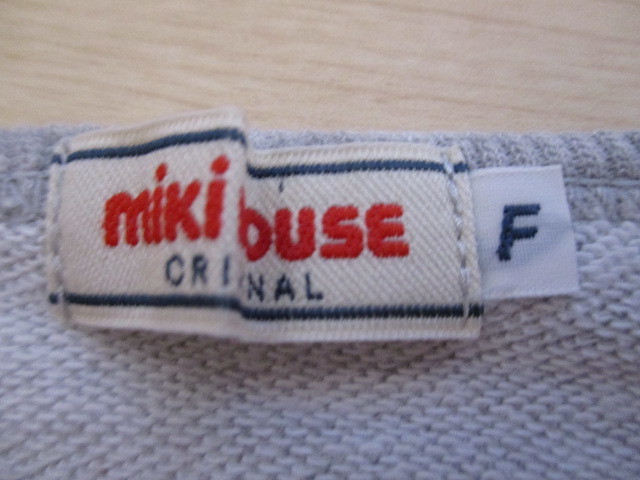 miki ouse
ORI NAL
F